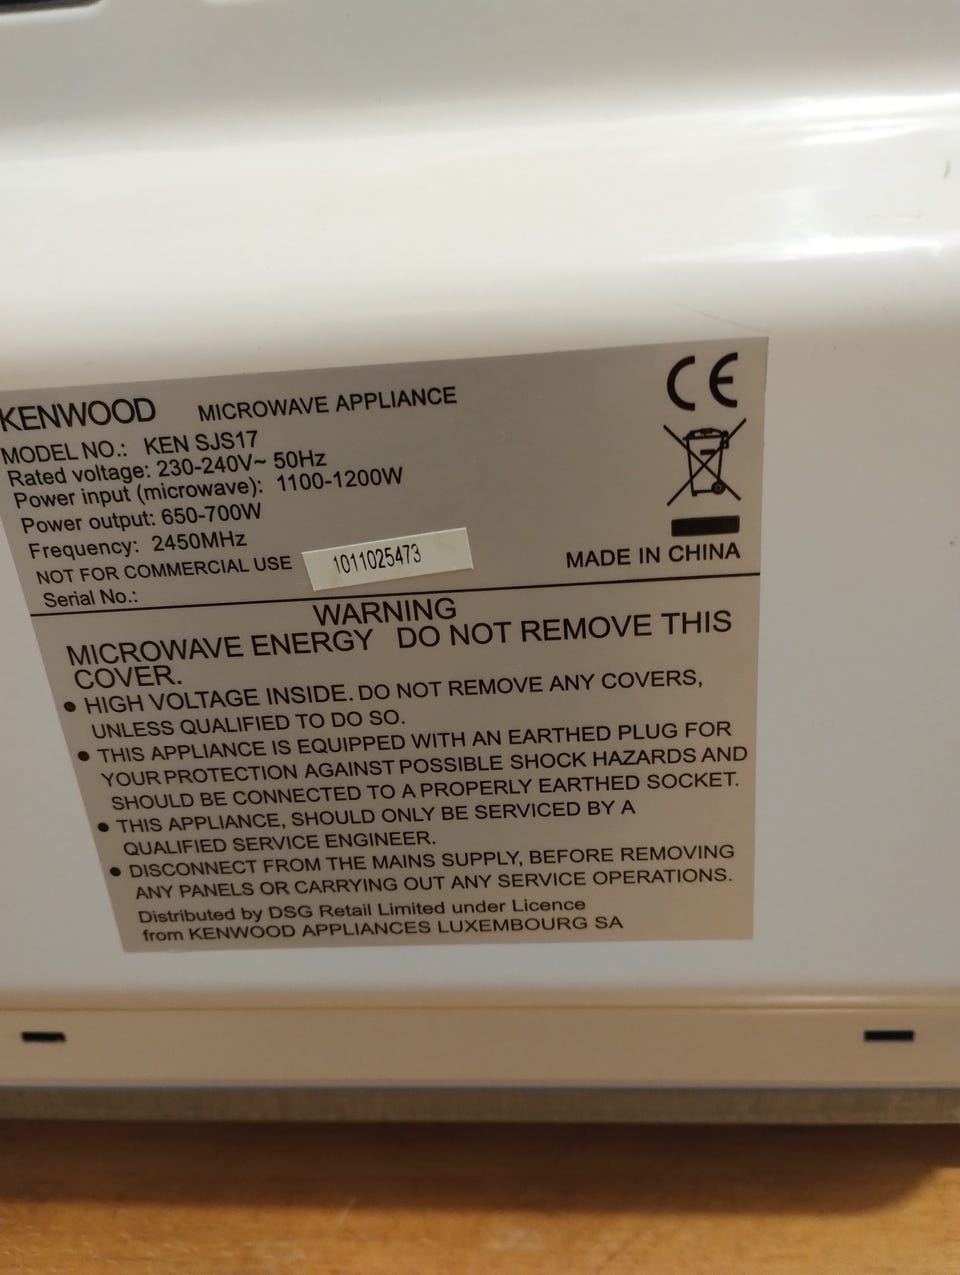 KENWOOD MICROWAVE APPLIANCE
MODEL NO.: KEN SJS17
Rated voltage: 230-240V~ 50Hz
Power input (microwave): 1100-1200W
Power output: 650-700W
Frequency: 2450MHz
NOT FOR COMMERCIAL USE
Serial No.:
1011025473
CE
MADE IN CHINA
WARNING
MICROWAVE ENERGY DO NOT REMOVE THIS
COVER.
● HIGH VOLTAGE INSIDE. DO NOT REMOVE ANY COVERS,
UNLESS QUALIFIED TO DO SO.
● THIS APPLIANCE IS EQUIPPED WITH AN EARTHED PLUG FOR
YOUR PROTECTION AGAINST POSSIBLE SHOCK HAZARDS AND
SHOULD BE CONNECTED TO A PROPERLY EARTHED SOCKET.
● THIS APPLIANCE, SHOULD ONLY BE SERVICED BY A
QUALIFIED SERVICE ENGINEER.
● DISCONNECT FROM THE MAINS SUPPLY, BEFORE REMOVING
ANY PANELS OR CARRYING OUT ANY SERVICE OPERATIONS.
Distributed by DSG Retail Limited under Licence
from KENWOOD APPLIANCES LUXEMBOURG SA